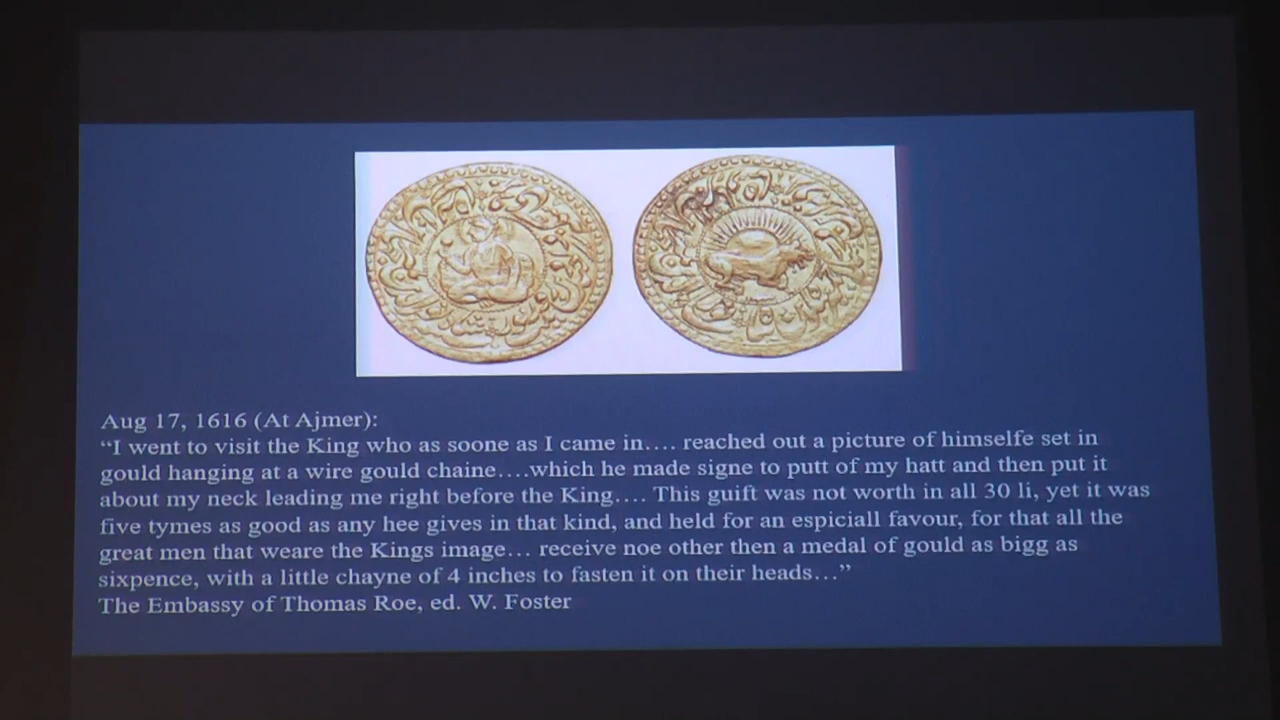 Aug 17, 1616 (At Ajmer):
“I went to visit the King who as soone as I came in…. reached out a picture of himselfe set in
gould hanging at a wire gould chaine….which he made signe to putt of my hatt and then put it
about my neck leading me right before the King…. This guift was not worth in all 30 li, yet it was
five tymes as good as any hee gives in that kind, and held for an espiciall favour, for that all the
great men that weare the Kings image… receive noe other then a medal of gould as bigg as
sixpence, with a little chayne of 4 inches to fasten it on their heads…”
The Embassy of Thomas Roe, ed. W. Foster